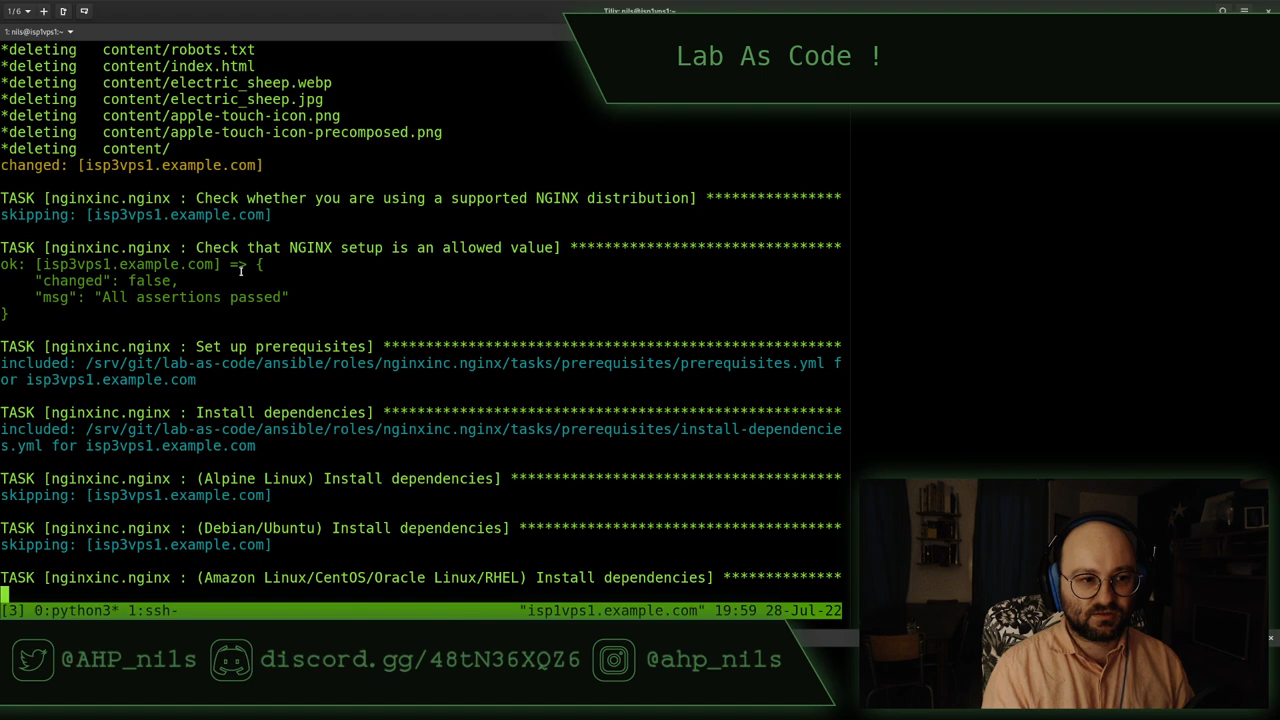 1/6
Tilix: nils@isp1vps1:~
1: nils@isp1vps1:~
Lab As Code !
*deleting   content/robots.txt
*deleting   content/index.html
*deleting   content/electric_sheep.webp
*deleting   content/electric_sheep.jpg
*deleting   content/apple-touch-icon.png
*deleting   content/apple-touch-icon-precomposed.png
*deleting   content/
changed: [isp3vps1.example.com]
TASK [nginxinc.nginx : Check whether you are using a supported NGINX distribution] ****************
skipping: [isp3vps1.example.com]
TASK [nginxinc.nginx : Check that NGINX setup is an allowed value] ********************************
ok: [isp3vps1.example.com] => {
    "changed": false,
    "msg": "All assertions passed"
}
TASK [nginxinc.nginx : Set up prerequisites] ******************************************************
included: /srv/git/lab-as-code/ansible/roles/nginxinc.nginx/tasks/prerequisites/prerequisites.yml f
or isp3vps1.example.com
TASK [nginxinc.nginx : Install dependencies] ******************************************************
included: /srv/git/lab-as-code/ansible/roles/nginxinc.nginx/tasks/prerequisites/install-dependencie
s.yml for isp3vps1.example.com
TASK [nginxinc.nginx : (Alpine Linux) Install dependencies] ***************************************
skipping: [isp3vps1.example.com]
TASK [nginxinc.nginx : (Debian/Ubuntu) Install dependencies] **************************************
skipping: [isp3vps1.example.com]
TASK [nginxinc.nginx : (Amazon Linux/CentOS/Oracle Linux/RHEL) Install dependencies] **************
[3] 0:python3* 1:ssh-    "isp1vps1.example.com" 19:59 28-Jul-22
@AHP_nils discord.gg/48tN36XQZ6 @ahp_nils